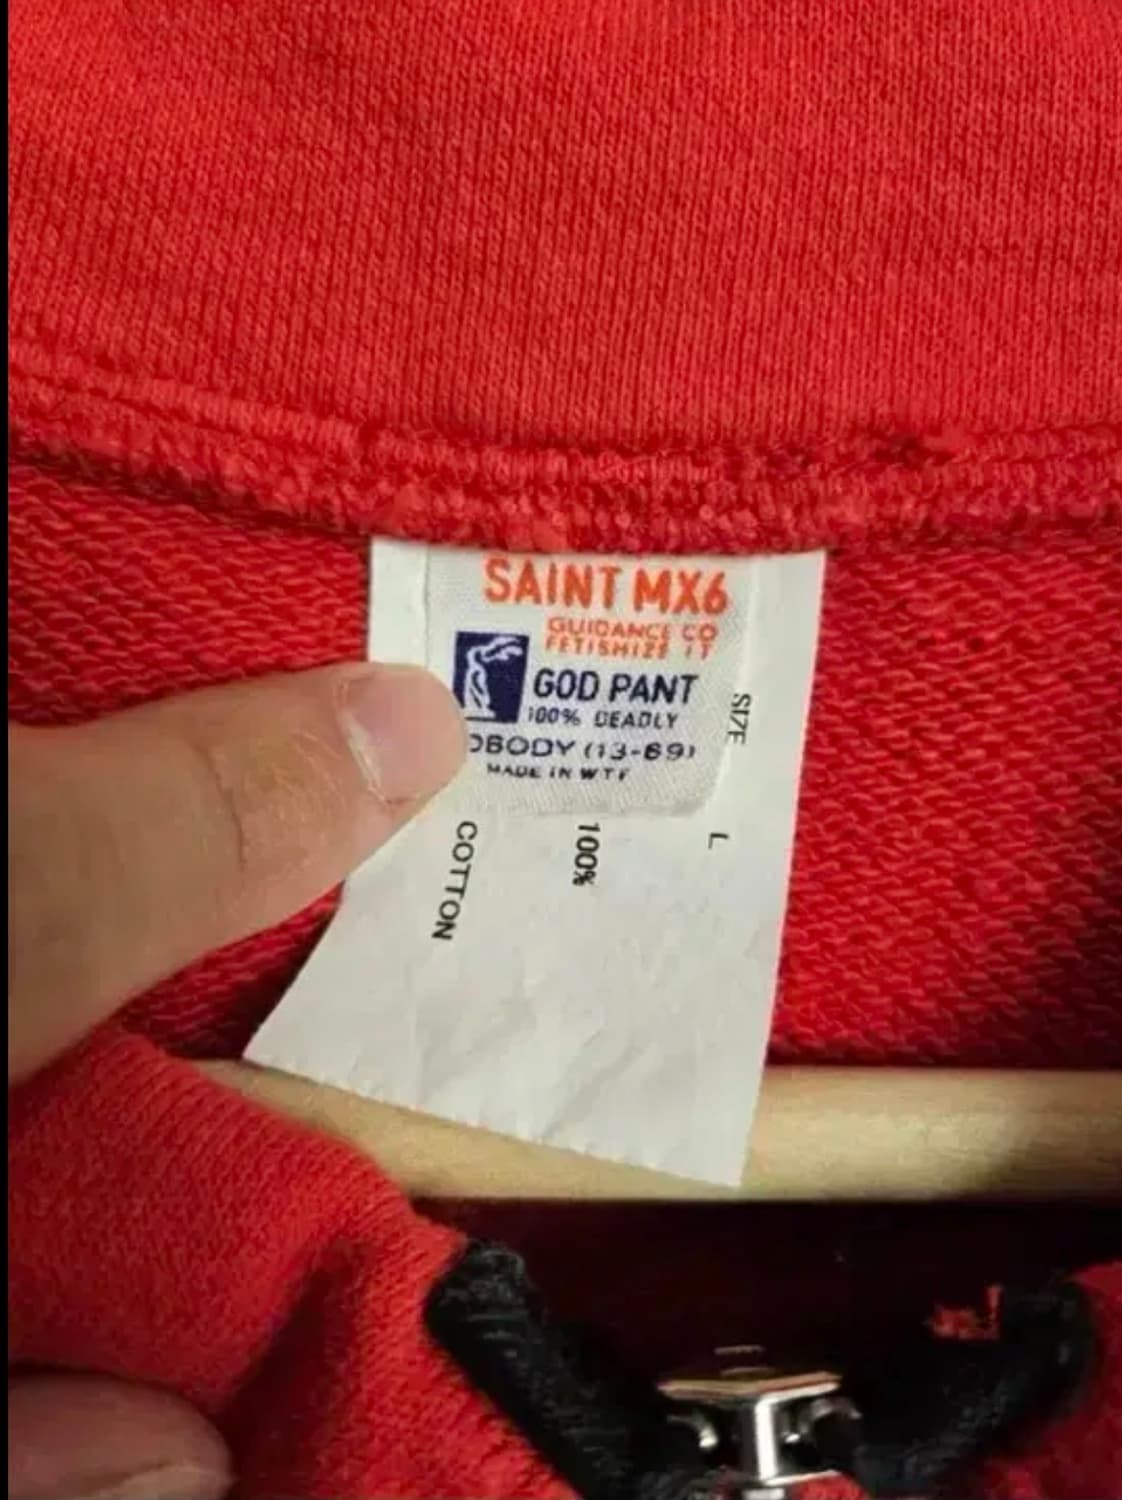 SAINT MX6
GUIDANCE CO
FETISHIZE IT
GOD PANT
100% DEADLY
OBODY (13-69)
MADE IN WTF
SIZE L
100%
COTTON